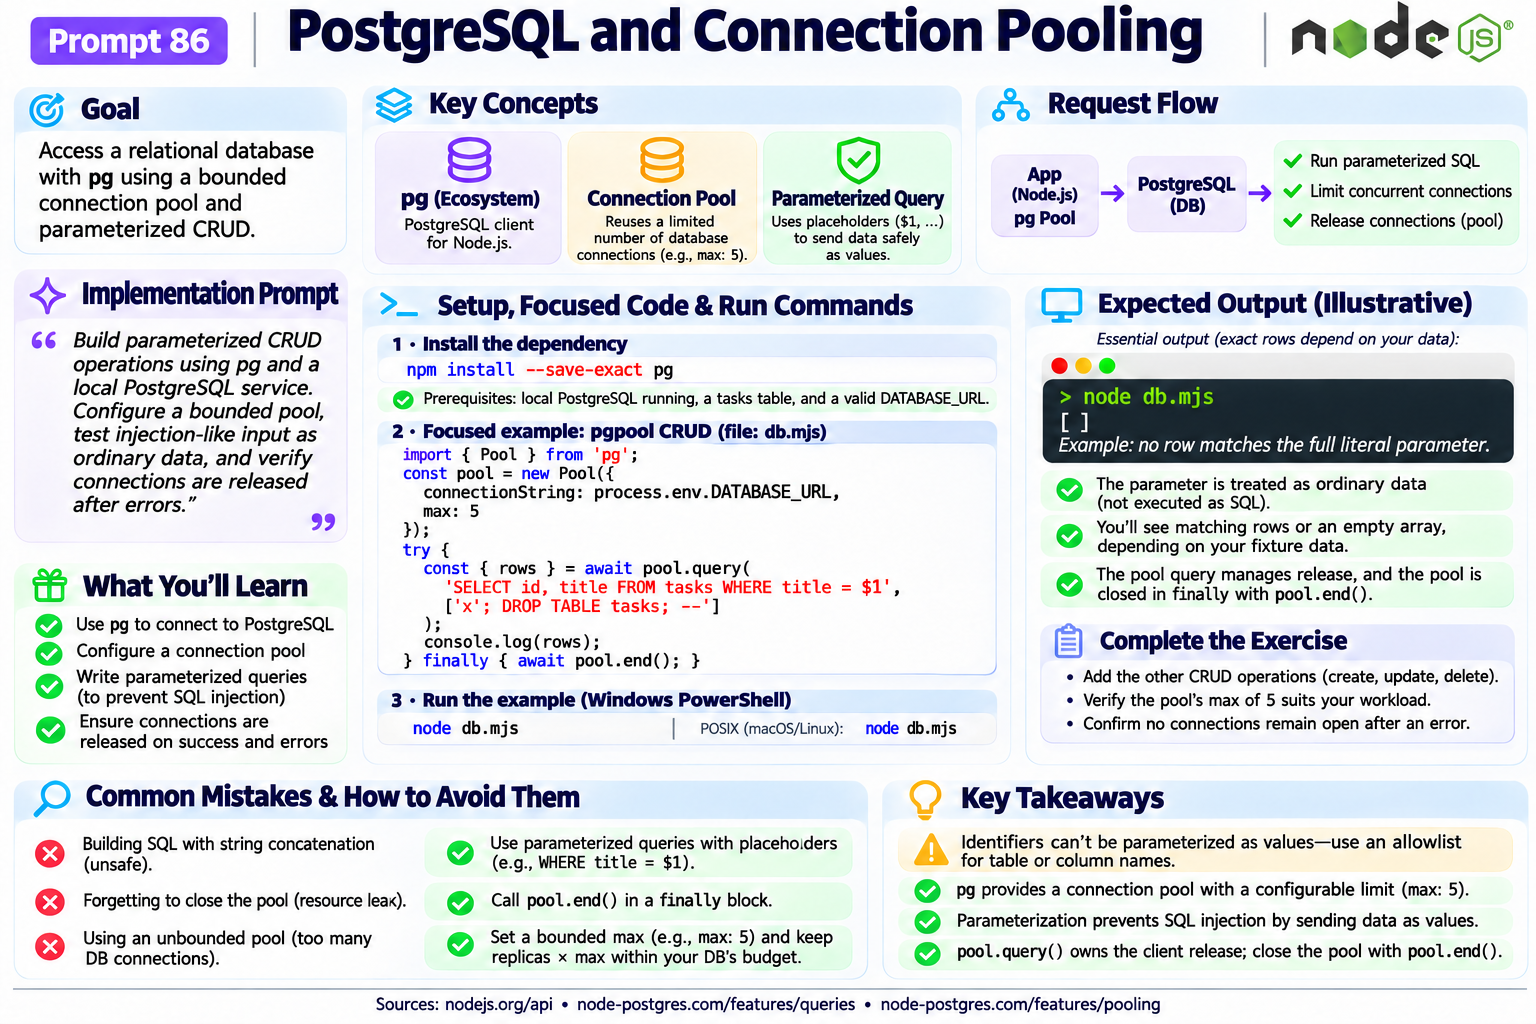 Prompt 86
PostgreSQL and Connection Pooling
node
JS®
Goal
Access a relational database
with pg using a bounded
connection pool and
parameterized CRUD.
Key Concepts
pg (Ecosystem)
PostgreSQL client
for Node.js.
Connection Pool
Reuses a limited
number of database
connections (e.g., max: 5).
Parameterized Query
Uses placeholders ($1, ...)
to send data safely
as values.
Request Flow
App
(Node.js)
pg Pool
PostgreSQL
(DB)
Run parameterized SQL
Limit concurrent connections
Release connections (pool)
Implementation Prompt
“Build parameterized CRUD
operations using pg and a
local PostgreSQL service.
Configure a bounded pool,
test injection-like input as
ordinary data, and verify
connections are released
after errors.”
”
What You’ll Learn
Use pg to connect to PostgreSQL
Configure a connection pool
Write parameterized queries
(to prevent SQL injection)
Ensure connections are
released on success and errors
Setup, Focused Code & Run Commands
1 · Install the dependency
npm install --save-exact pg
Prerequisites: local PostgreSQL running, a tasks table, and a valid DATABASE_URL.
2 · Focused example: pgpool CRUD (file: db.mjs)
import { Pool } from 'pg';
const pool = new Pool({
connectionString: process.env.DATABASE_URL,
max: 5
});
try {
const { rows } = await pool.query(
'SELECT id, title FROM tasks WHERE title = $1',
['x'; DROP TABLE tasks; --']
);
console.log(rows);
} finally { await pool.end(); }
3 · Run the example (Windows PowerShell)
node db.mjs | POSIX (macOS/Linux): node db.mjs
Expected Output (Illustrative)
Essential output (exact rows depend on your data):
> node db.mjs
[ ]
Example: no row matches the full literal parameter.
The parameter is treated as ordinary data
(not executed as SQL).
You’ll see matching rows or an empty array,
depending on your fixture data.
The pool query manages release, and the pool is
closed in finally with pool.end().
Complete the Exercise
• Add the other CRUD operations (create, update, delete).
• Verify the pool’s max of 5 suits your workload.
• Confirm no connections remain open after an error.
Common Mistakes & How to Avoid Them
Building SQL with string concatenation
(unsafe).
Use parameterized queries with placeholders
(e.g., WHERE title = $1).
Forgetting to close the pool (resource leak).
Call pool.end() in a finally block.
Using an unbounded pool (too many
DB connections).
Set a bounded max (e.g., max: 5) and keep
replicas × max within your DB’s budget.
Key Takeaways
Identifiers can’t be parameterized as values—use an allowlist
for table or column names.
pg provides a connection pool with a configurable limit (max: 5).
Parameterization prevents SQL injection by sending data as values.
pool.query() owns the client release; close the pool with pool.end().
Sources: nodejs.org/api • node-postgres.com/features/queries • node-postgres.com/features/pooling